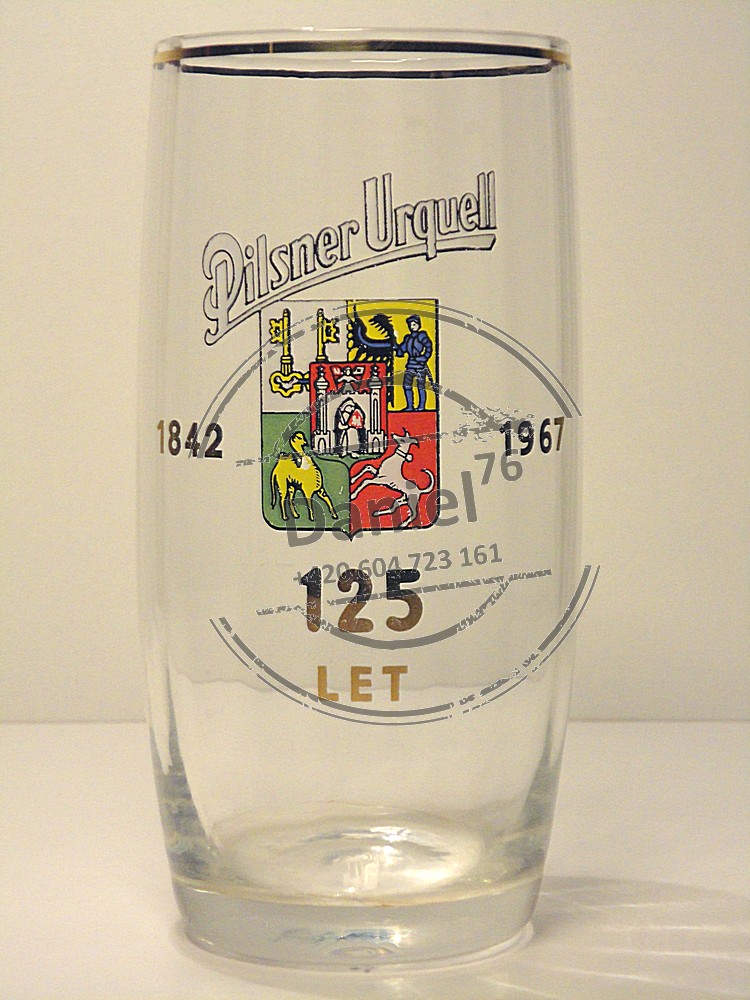 Pilsner Urquell
1842 1967
Daniel76
+420 604 723 161
125
LET